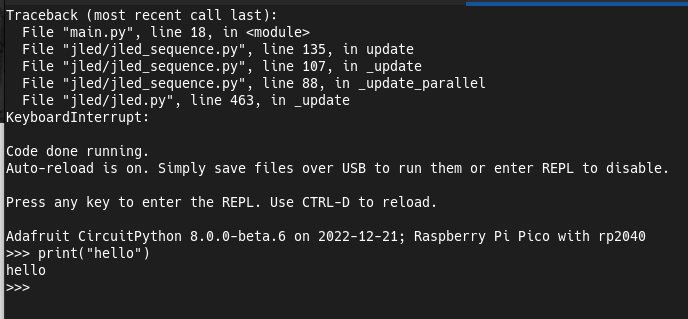 Traceback (most recent call last):
  File "main.py", line 18, in <module>
  File "jled/jled_sequence.py", line 135, in update
  File "jled/jled_sequence.py", line 107, in _update
  File "jled/jled_sequence.py", line 88, in _update_parallel
  File "jled/jled.py", line 463, in _update
KeyboardInterrupt:
Code done running.
Auto-reload is on. Simply save files over USB to run them or enter REPL to disable.
Press any key to enter the REPL. Use CTRL-D to reload.
Adafruit CircuitPython 8.0.0-beta.6 on 2022-12-21; Raspberry Pi Pico with rp2040
>>> print("hello")
hello
>>>